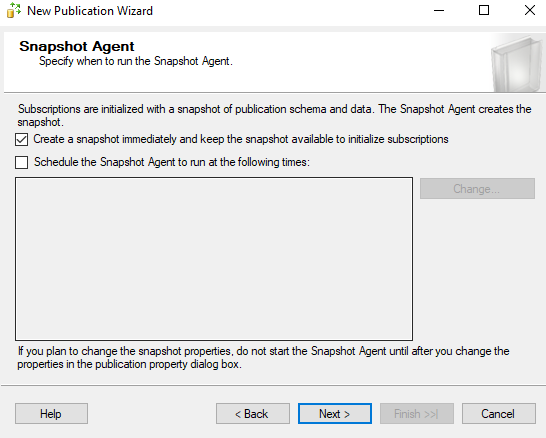 New Publication Wizard
Snapshot Agent
Specify when to run the Snapshot Agent.
Subscriptions are initialized with a snapshot of publication schema and data. The Snapshot Agent creates the
snapshot.
Create a snapshot immediately and keep the snapshot available to initialize subscriptions
Schedule the Snapshot Agent to run at the following times:
Change...
If you plan to change the snapshot properties, do not start the Snapshot Agent until after you change the
properties in the publication property dialog box.
Help
< Back
Next >
Finish >>|
Cancel